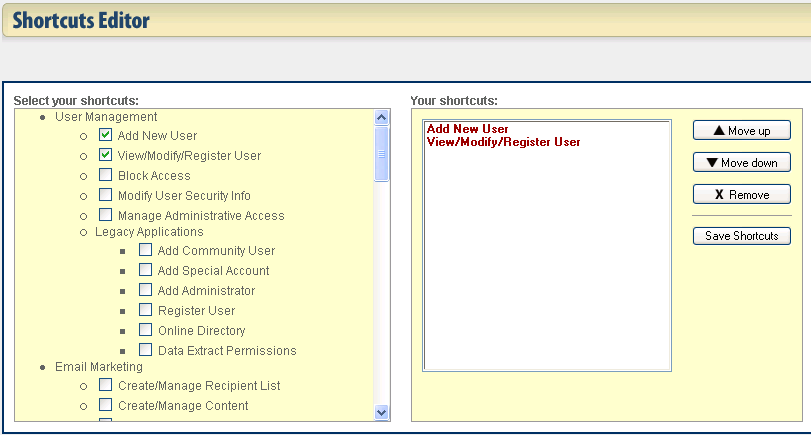 Shortcuts Editor
Select your shortcuts:
User Management
Add New User
View/Modify/Register User
Block Access
Modify User Security Info
Manage Administrative Access
Legacy Applications
Add Community User
Add Special Account
Add Administrator
Register User
Online Directory
Data Extract Permissions
Email Marketing
Create/Manage Recipient List
Create/Manage Content
Your shortcuts:
Add New User
View/Modify/Register User
Move up
Move down
X Remove
Save Shortcuts